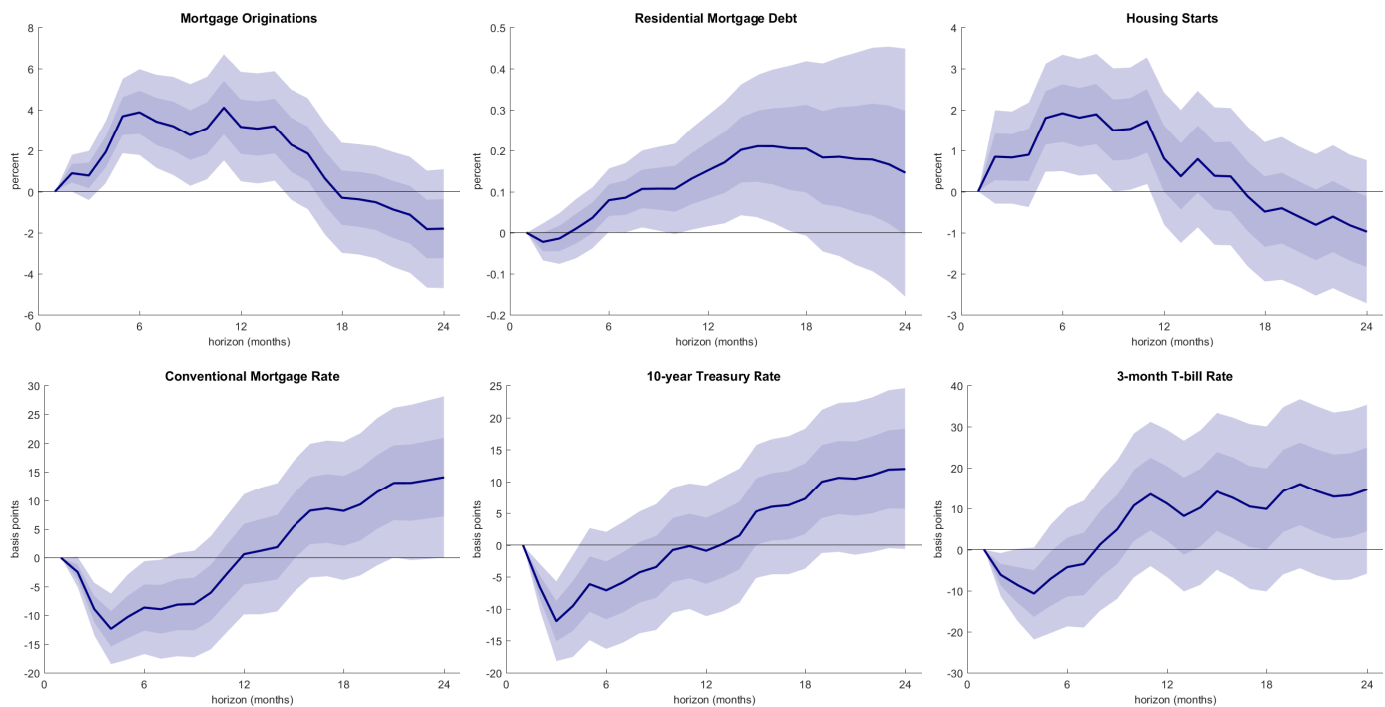 Mortgage Originations
8
6
4
2
0
-2
-4
-6
percent
0 6 12 18 24
horizon (months)
Residential Mortgage Debt
0.5
0.4
0.3
0.2
0.1
0
-0.1
-0.2
percent
0 6 12 18 24
horizon (months)
Housing Starts
4
3
2
1
0
-1
-2
-3
percent
0 6 12 18 24
horizon (months)
Conventional Mortgage Rate
30
25
20
15
10
5
0
-5
-10
-15
-20
basis points
0 6 12 18 24
horizon (months)
10-year Treasury Rate
25
20
15
10
5
0
-5
-10
-15
-20
basis points
0 6 12 18 24
horizon (months)
3-month T-bill Rate
40
30
20
10
0
-10
-20
-30
basis points
0 6 12 18 24
horizon (months)